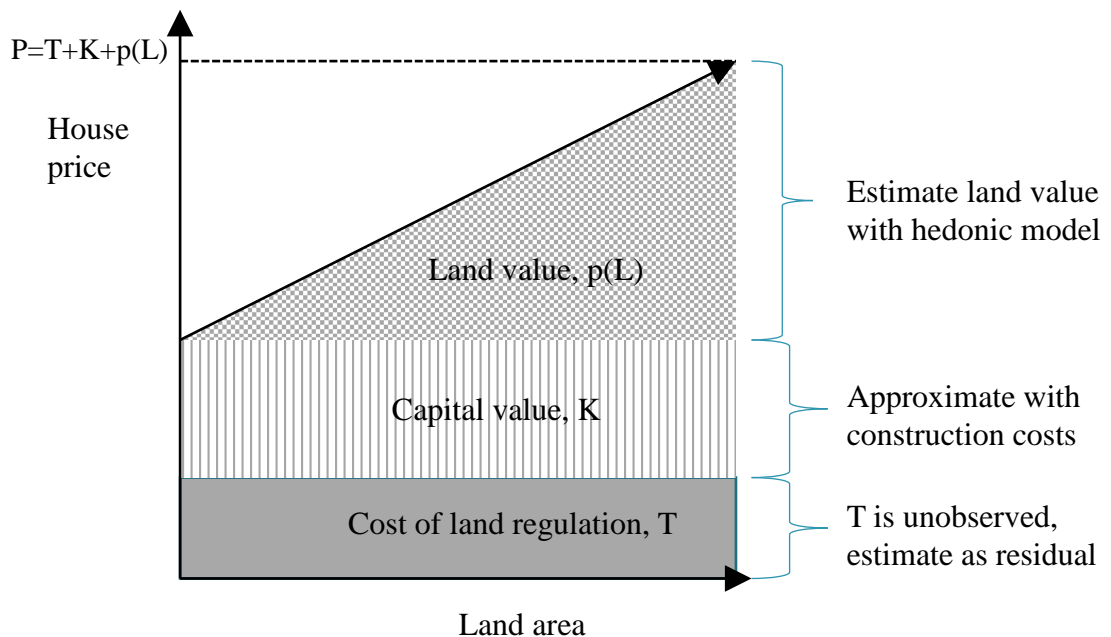 P=T+K+p(L)
House
price
Land value, p(L)
Estimate land value
with hedonic model
Capital value, K
Approximate with
construction costs
Cost of land regulation, T
T is unobserved,
estimate as residual
Land area